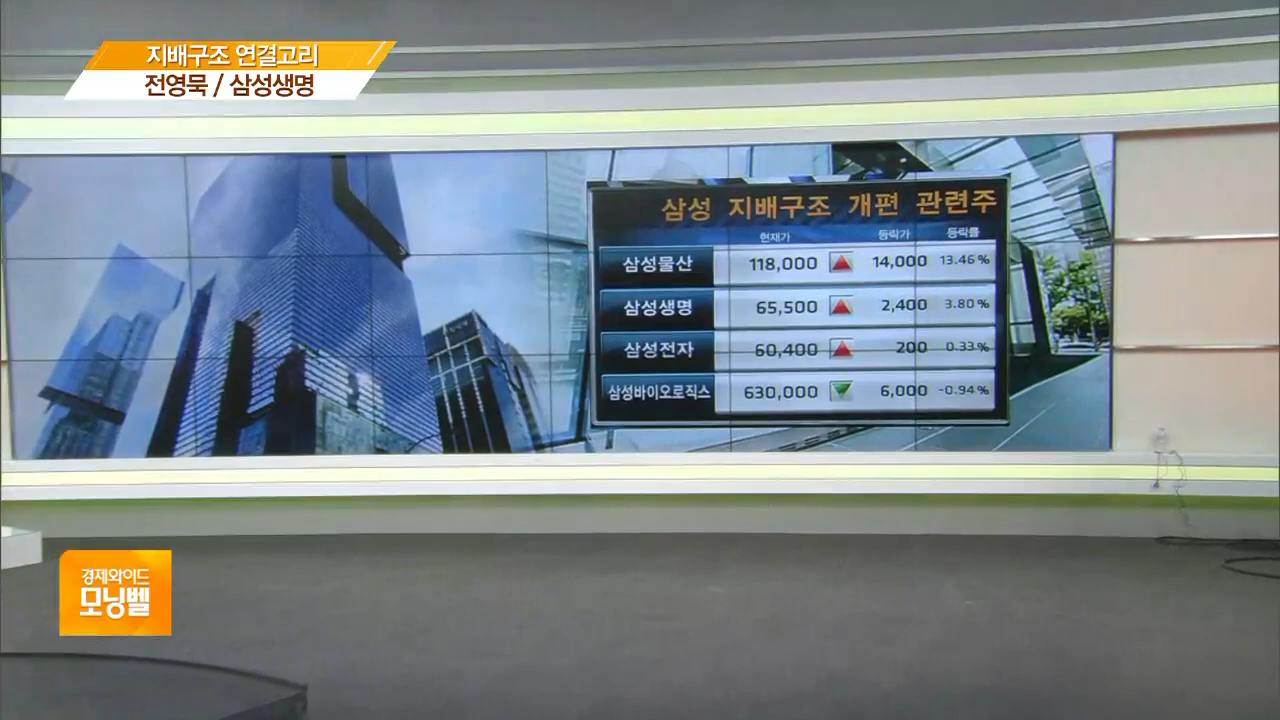 지배구조 연결고리
전영묵 / 삼성생명
삼성 지배구조 개편 관련주
현재가 등락가 등락률
삼성물산 118,000 ▲ 14,000 13.46%
삼성생명 65,500 ▲ 2,400 3.80%
삼성전자 60,400 ▲ 200 0.33%
삼성바이오로직스 630,000 ▼ 6,000 -0.94%
경제와이드
모닝벨